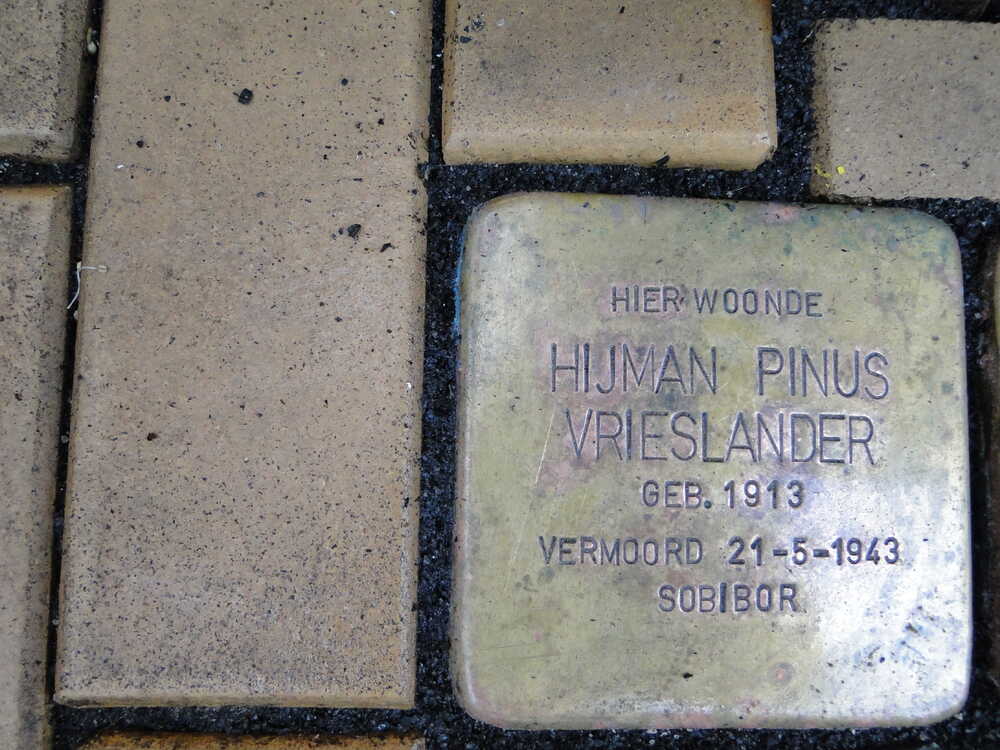 HIER WOONDE
HIJMAN PINUS
VRIESLANDER
GEB. 1913
VERMOORD 21-5-1943
SOBIBOR